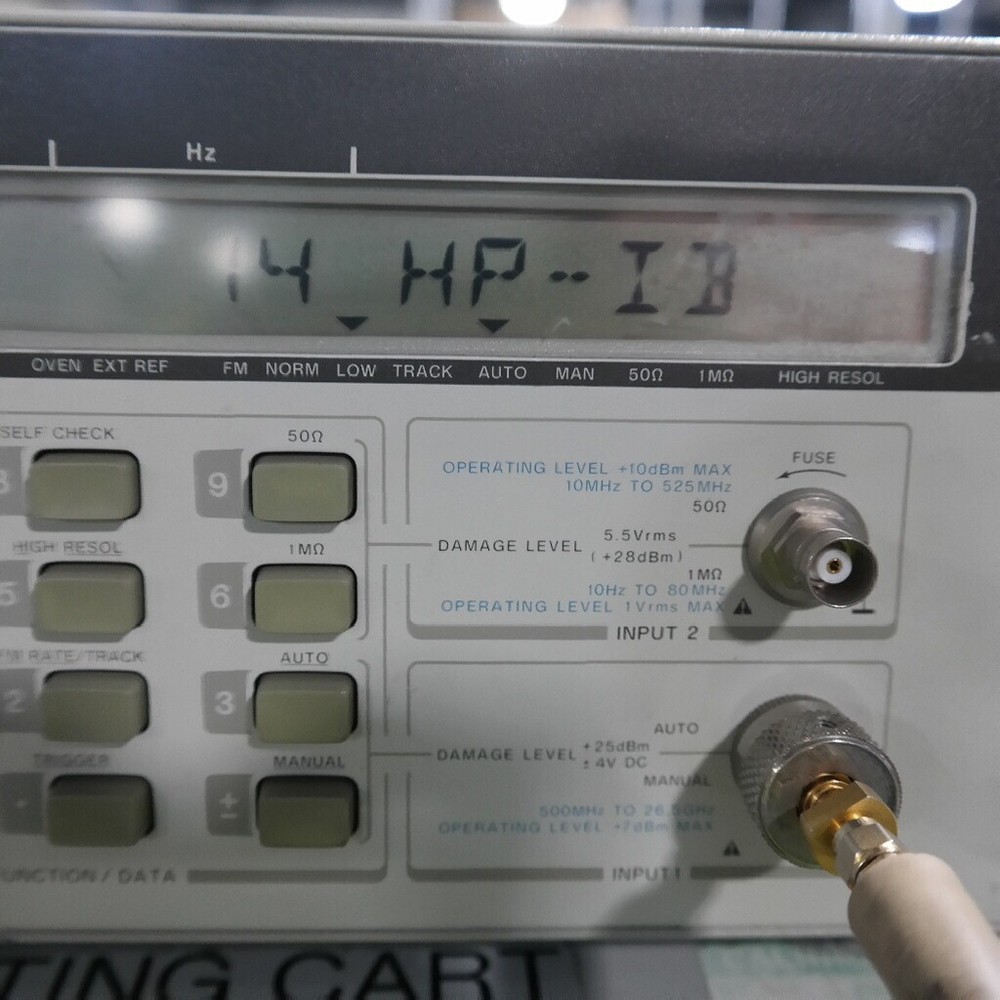 Hz
14 HP-IB
OVEN EXT REF FM NORM LOW TRACK AUTO MAN 50Ω 1MΩ HIGH RESOL
SELF CHECK
50Ω
9
HIGH RESOL
1MΩ
5
6
RATE/TRACK
AUTO
2
3
TRIGGER
MANUAL
.
±
FUNCTION / DATA
OPERATING LEVEL +10dBm MAX
10MHz TO 525MHz
50Ω
FUSE
DAMAGE LEVEL 5.5Vrms
(+28dBm)
1MΩ
10Hz TO 80MHz
OPERATING LEVEL 1Vrms MAX
INPUT 2
AUTO
DAMAGE LEVEL +25dBm
± 4V DC
MANUAL
500MHz TO 26.5GHz
OPERATING LEVEL +7dBm MAX
INPUT 1
TING CART